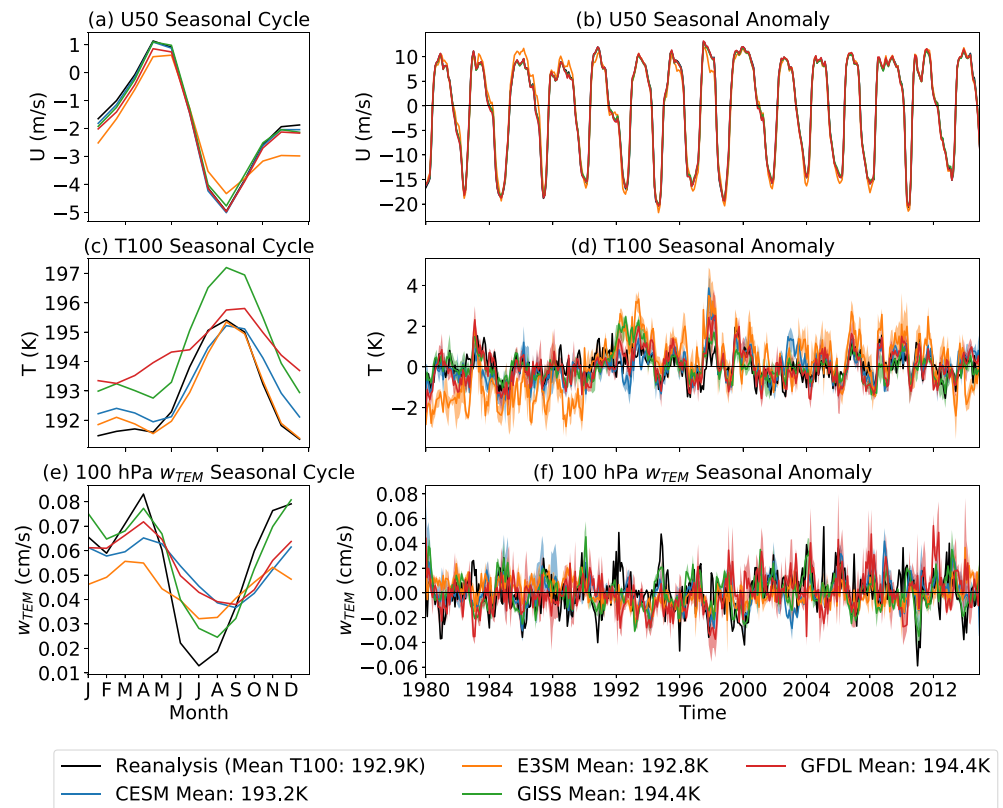 (a) U50 Seasonal Cycle
(b) U50 Seasonal Anomaly
U (m/s)
1
0
−1
−2
−3
−4
−5
U (m/s)
10
5
0
−5
−10
−15
−20
(c) T100 Seasonal Cycle
(d) T100 Seasonal Anomaly
T (K)
197
196
195
194
193
192
T (K)
4
2
0
−2
(e) 100 hPa w_TEM Seasonal Cycle
(f) 100 hPa w_TEM Seasonal Anomaly
w_TEM (cm/s)
0.08
0.07
0.06
0.05
0.04
0.03
0.02
0.01
J F M A M J J A S O N D
Month
w_TEM (cm/s)
0.08
0.06
0.04
0.02
0.00
−0.02
−0.04
−0.06
1980 1984 1988 1992 1996 2000 2004 2008 2012
Time
Reanalysis (Mean T100: 192.9K)
E3SM Mean: 192.8K
GFDL Mean: 194.4K
CESM Mean: 193.2K
GISS Mean: 194.4K